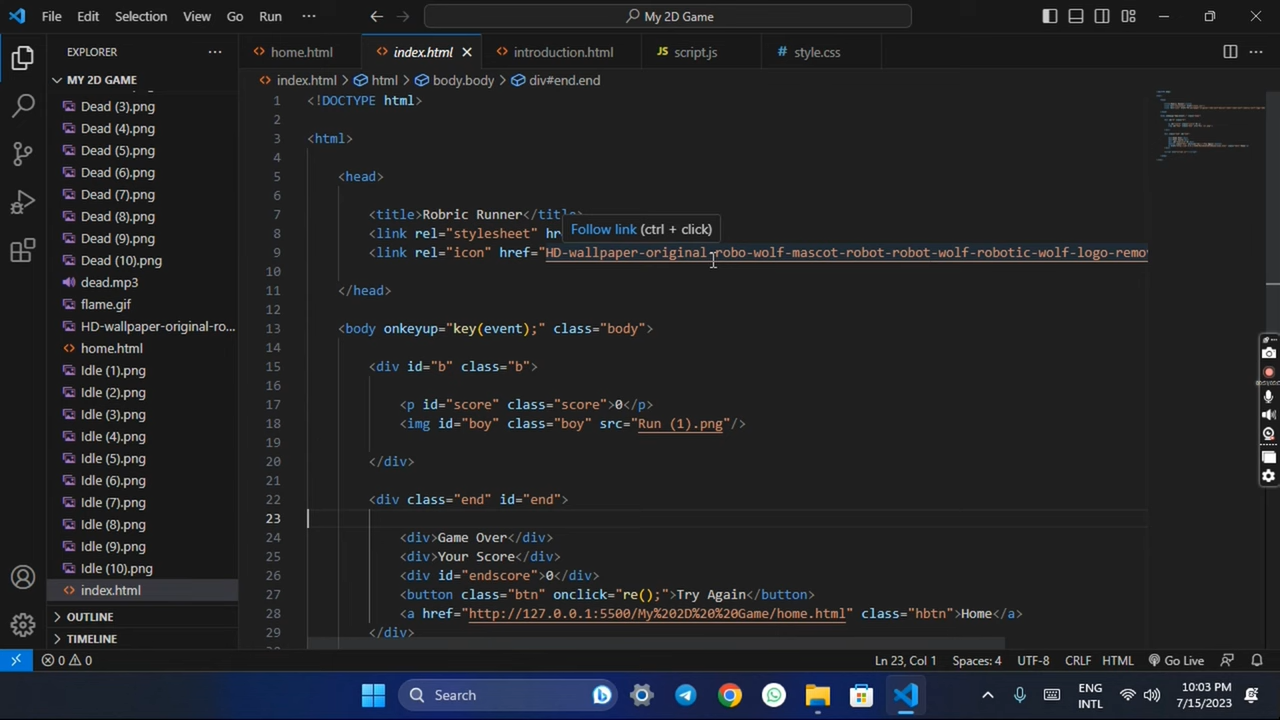 File Edit Selection View Go Run ··· My 2D Game
EXPLORER ··· home.html index.html introduction.html JS script.js style.css
MY 2D GAME
index.html > html > body.body > div#end.end
Dead (3).png
Dead (4).png
Dead (5).png
Dead (6).png
Dead (7).png
Dead (8).png
Dead (9).png
Dead (10).png
dead.mp3
flame.gif
HD-wallpaper-original-ro...
home.html
Idle (1).png
Idle (2).png
Idle (3).png
Idle (4).png
Idle (5).png
Idle (6).png
Idle (7).png
Idle (8).png
Idle (9).png
Idle (10).png
index.html
OUTLINE
TIMELINE
1 <!DOCTYPE html>
2
3 <html>
4
5 <head>
6
7 <title>Robric Runner</title>
8 <link rel="stylesheet" h
Follow link (ctrl + click)
9 <link rel="icon" href="HD-wallpaper-original-robo-wolf-mascot-robot-robot-wolf-robotic-wolf-logo-remov
10
11 </head>
12
13 <body onkeyup="key(event);" class="body">
14
15 <div id="b" class="b">
16
17 <p id="score" class="score">0</p>
18 <img id="boy" class="boy" src="Run (1).png"/>
19
20 </div>
21
22 <div class="end" id="end">
23
24 <div>Game Over</div>
25 <div>Your Score</div>
26 <div id="endscore">0</div>
27 <button class="btn" onclick="re();">Try Again</button>
28 <a href="http://127.0.0.1:5500/My%202D%20%20Game/home.html" class="hbtn">Home</a>
29 </div>
0 0 Ln 23, Col 1 Spaces: 4 UTF-8 CRLF HTML Go Live
Search ENG 10:03 PM
INTL 7/15/2023